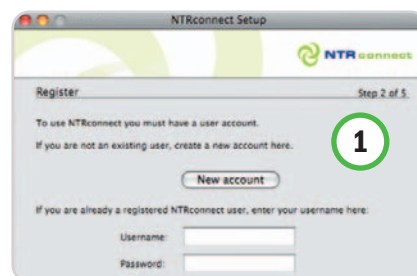 NTRconnect Setup
NTR connect
Register
Step 2 of 5
To use NTRconnect you must have a user account.
If you are not an existing user, create a new account here.
1
New account
If you are already a registered NTRconnect user, enter your username here:
Username:
Password: